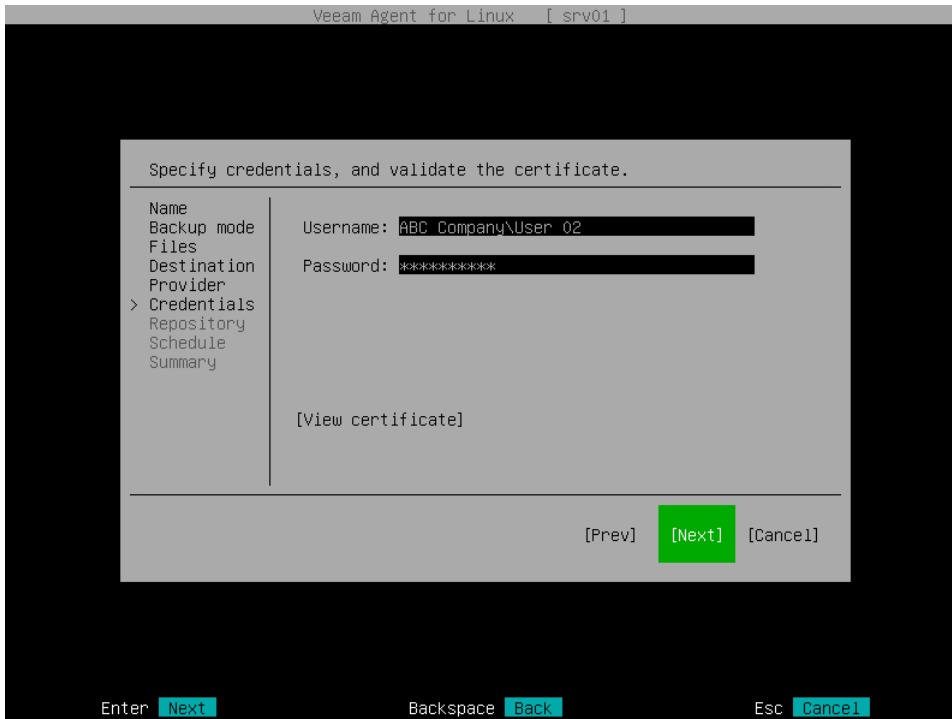 Veeam Agent for Linux [ srv01 ]
Specify credentials, and validate the certificate.
Name
Backup mode
Files
Destination
Provider
> Credentials
Repository
Schedule
Summary
Username: ABC Company\User 02
Password: **********
[View certificate]
[Prev] [Next] [Cancel]
Enter Next Backspace Back Esc Cancel